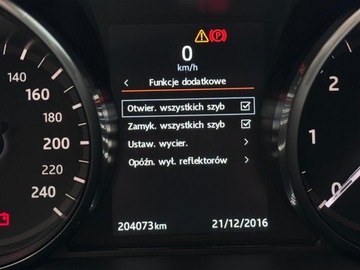 0
km/h
Funkcje dodatkowe
Otwier. wszystkich szyb
Zamyk. wszystkich szyb
Ustaw. wycier.
Opóźn. wył. reflektorów
204073km
21/12/2016
140
160
180
200
220
240
2
1
0